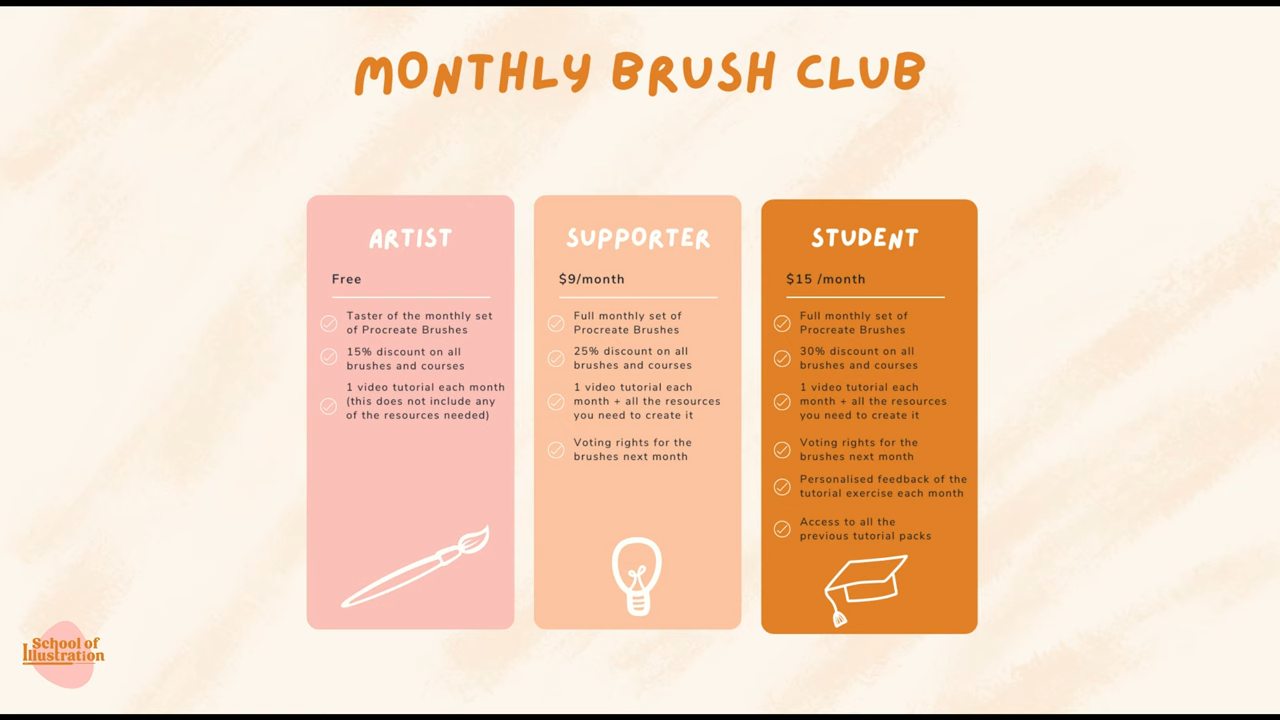 MONTHLY BRUSH CLUB
ARTIST
Free
Taster of the monthly set
of Procreate Brushes
15% discount on all
brushes and courses
1 video tutorial each month
(this does not include any
of the resources needed)
SUPPORTER
$9/month
Full monthly set of
Procreate Brushes
25% discount on all
brushes and courses
1 video tutorial each
month + all the resources
you need to create it
Voting rights for the
brushes next month
STUDENT
$15 /month
Full monthly set of
Procreate Brushes
30% discount on all
brushes and courses
1 video tutorial each
month + all the resources
you need to create it
Voting rights for the
brushes next month
Personalised feedback of the
tutorial exercise each month
Access to all the
previous tutorial packs
School of
Illustration